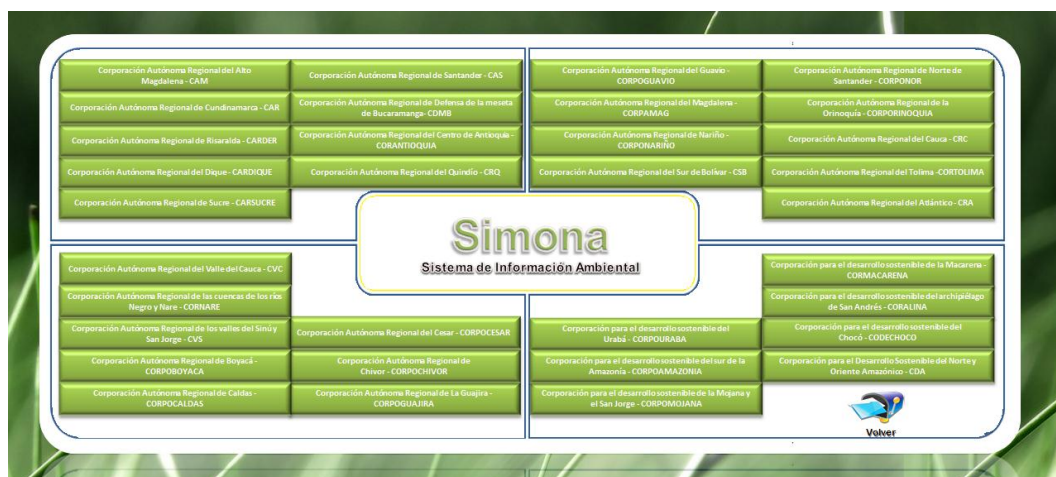 Corporación Autónoma Regional del Alto
Magdalena - CAM
Corporación Autónoma Regional de Cundinamarca - CAR
Corporación Autónoma Regional de Risaralda - CARDER
Corporación Autónoma Regional del Dique- CARDIQUE
Corporación Autónoma Regional de Sucre - CARSUCRE
Corporación Autónoma Regional de Santander - CAS
Corporación Autónoma Regional de Defensa de la meseta
de Bucaramanga- CDMB
Corporación Autónoma Regional del Centro de Antioquia -
CORANTIOQUIA
Corporación Autónoma Regional del Quindío - CRQ
Corporación Autónoma Regional del Guavio -
CORPOGUAVIO
Corporación Autónoma Regional del Magdalena -
CORPAMAG
Corporación Autónoma Regional de Nariño -
CORPONARIÑO
Corporación Autónoma Regional del Sur de Bolívar - CSB
Corporación Autónoma Regional de Norte de
Santander - CORPONOR
Corporación Autónoma Regional de la
Orinoquía - CORPORINOQUIA
Corporación Autónoma Regional del Cauca - CRC
Corporación Autónoma Regional del Tolima -CORTOLIMA
Corporación Autónoma Regional del Atlántico - CRA
Simona
Sistema de Información Ambiental
Corporación Autónoma Regional del Valle del Cauca - CVC
Corporación Autónoma Regional de las cuencas de los ríos
Negro y Nare - CORNARE
Corporación Autónoma Regional de los valles del Sinú y
San Jorge - CVS
Corporación Autónoma Regional de Boyacá -
CORPOBOYACA
Corporación Autónoma Regional de Caldas -
CORPOCALDAS
Corporación Autónoma Regional del Cesar - CORPOCESAR
Corporación Autónoma Regional de
Chivor - CORPOCHIVOR
Corporación Autónoma Regional de La Guajira -
CORPOGUAJIRA
Corporación para el desarrollo sostenible del
Urabá - CORPOURABA
Corporación para el desarrollo sostenible del sur de la
Amazonía - CORPOAMAZONIA
Corporación para el desarrollo sostenible de la Mojana y
el San Jorge - CORPOMOJANA
Corporación para el desarrollo sostenible de la Macarena -
CORMACARENA
Corporación para el desarrollo sostenible del archipiélago
de San Andrés - CORALINA
Corporación para el desarrollo sostenible del
Chocó - CODECHOCO
Corporación para el Desarrollo Sostenible del Norte y
Oriente Amazónico - CDA
Volver